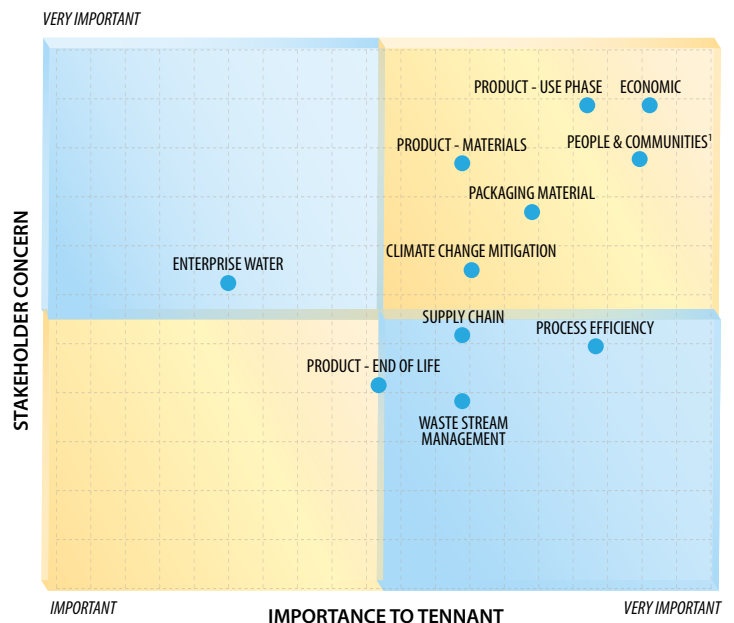 VERY IMPORTANT
PRODUCT - USE PHASE
ECONOMIC
PRODUCT - MATERIALS
PEOPLE & COMMUNITIES¹
PACKAGING MATERIAL
CLIMATE CHANGE MITIGATION
ENTERPRISE WATER
SUPPLY CHAIN
PROCESS EFFICIENCY
PRODUCT - END OF LIFE
WASTE STREAM
MANAGEMENT
STAKEHOLDER CONCERN
IMPORTANT
IMPORTANCE TO TENNANT
VERY IMPORTANT